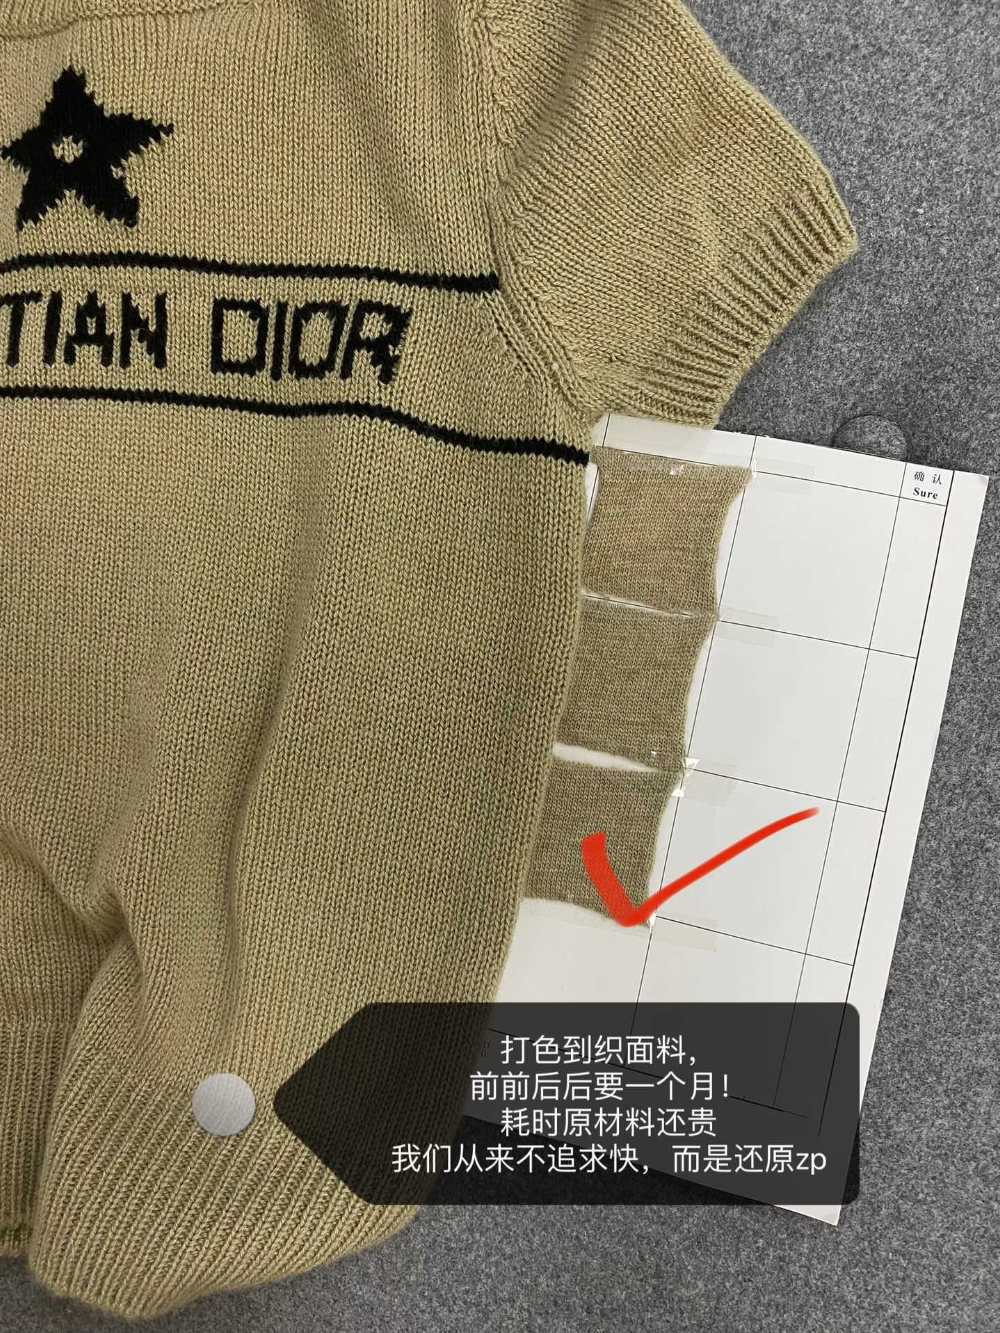 TIAN DIOR
确认
Sure
打色到织面料，
前前后后要一个月！
耗时原材料还贵
我们从来不追求快，而是还原zp